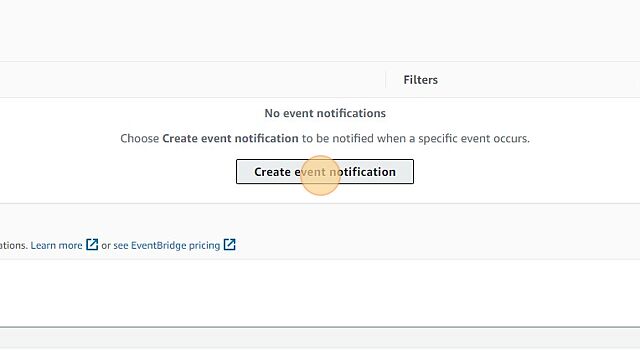 Filters
No event notifications
Choose Create event notification to be notified when a specific event occurs.
Create event notification
ations. Learn more or see EventBridge pricing